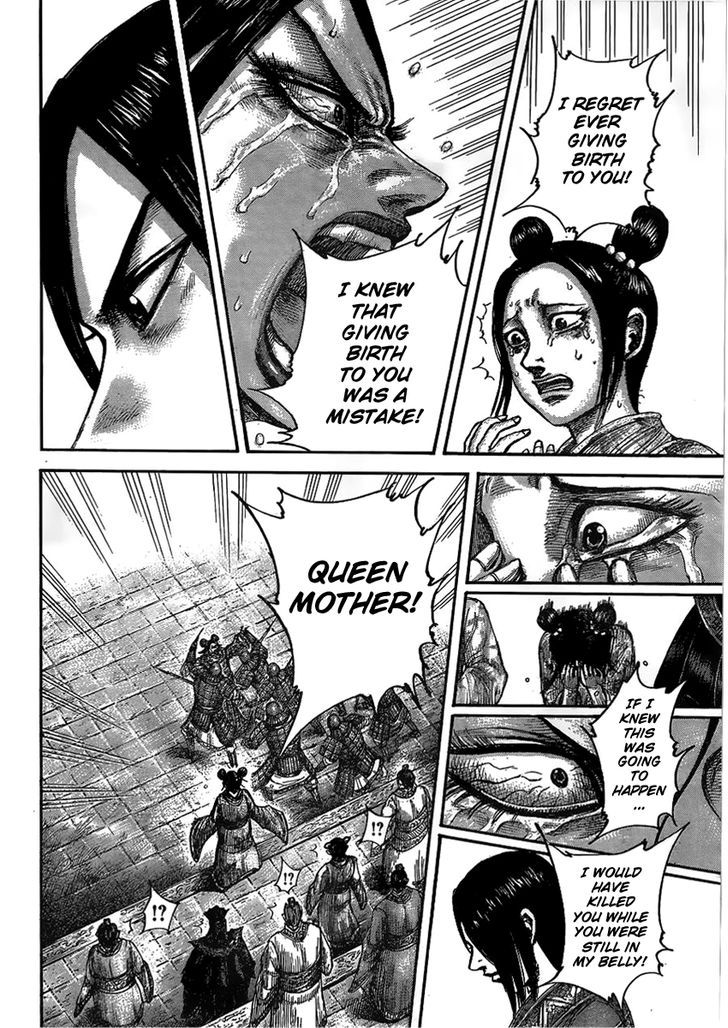 I REGRET
EVER
GIVING
BIRTH
TO YOU!
I KNEW
THAT
GIVING
BIRTH
TO YOU
WAS A
MISTAKE!
IF I
KNEW
THIS
WAS
GOING
TO
HAPPEN
...
I WOULD
HAVE
KILLED
YOU WHILE
YOU WERE
STILL IN
MY BELLY!
QUEEN
MOTHER!
!?
!?
!?
!?